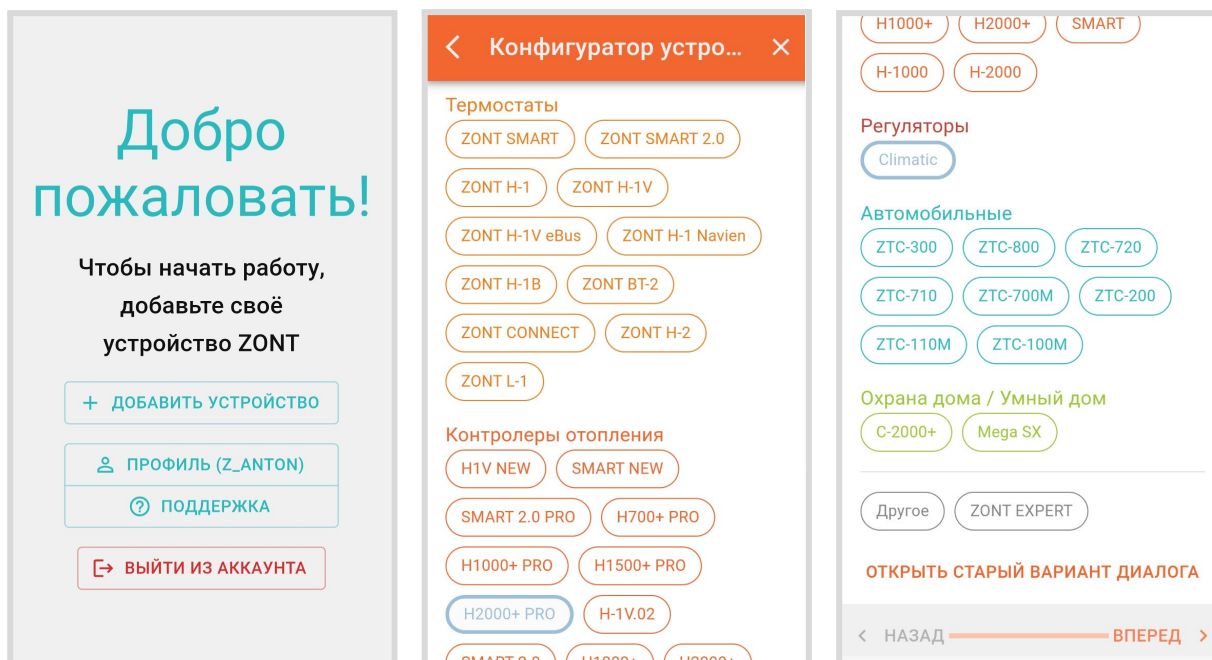 Добро
пожаловать!
Чтобы начать работу,
добавьте своё
устройство ZONT
+ ДОБАВИТЬ УСТРОЙСТВО
ПРОФИЛЬ (Z_ANTON)
ПОДДЕРЖКА
ВЫЙТИ ИЗ АККАУНТА
Конфигуратор устро...
Термостаты
ZONT SMART ZONT SMART 2.0
ZONT H-1 ZONT H-1V
ZONT H-1V eBus ZONT H-1 Navien
ZONT H-1B ZONT BT-2
ZONT CONNECT ZONT H-2
ZONT L-1
Контролеры отопления
H1V NEW SMART NEW
SMART 2.0 PRO H700+ PRO
H1000+ PRO H1500+ PRO
H2000+ PRO H-1V.02
SMART 2.0 H1000+ H2000+
H1000+ H2000+ SMART
H-1000 H-2000
Регуляторы
Climatic
Автомобильные
ZTC-300 ZTC-800 ZTC-720
ZTC-710 ZTC-700M ZTC-200
ZTC-110M ZTC-100M
Охрана дома / Умный дом
C-2000+ Mega SX
Другое ZONT EXPERT
ОТКРЫТЬ СТАРЫЙ ВАРИАНТ ДИАЛОГА
НАЗАД ВПЕРЕД